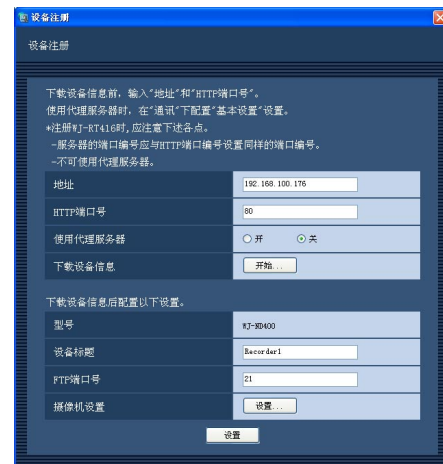 设备注册
设备注册
下载设备信息前，输入"地址"和"HTTP端口号"。
使用代理服务器时，在"通讯"下配置"基本设置"设置。
*注册WJ-RT416时,应注意下述各点。
-服务器的端口编号应与HTTP端口编号设置同样的端口编号。
-不可使用代理服务器。
地址 192.168.100.176
HTTP端口号 80
使用代理服务器 开 关
下载设备信息 开始...
下载设备信息后配置以下设置。
型号 WJ-ND400
设备标题 Recorder1
FTP端口号 21
摄像机设置 设置...
设置